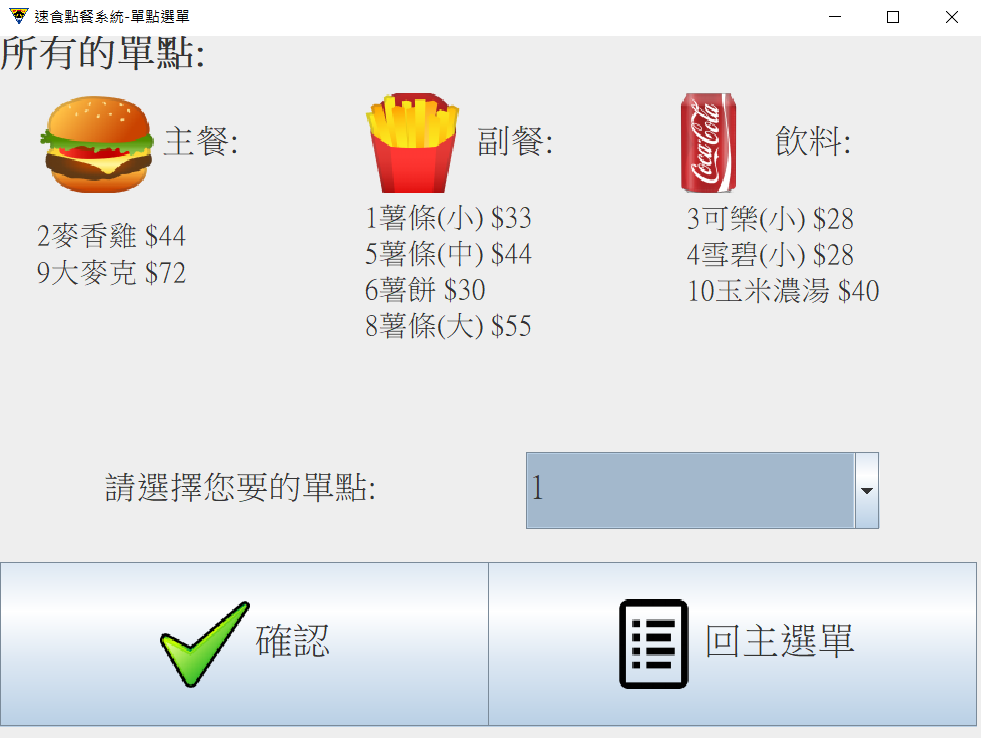 速食點餐系統-單點選單
所有的單點:
主餐:
2麥香雞 $44
9大麥克 $72
Coca-Cola
副餐:
1薯條(小) $33
5薯條(中) $44
6薯餅 $30
8薯條(大) $55
飲料:
3可樂(小) $28
4雪碧(小) $28
10玉米濃湯 $40
請選擇您要的單點:
1
確認
回主選單